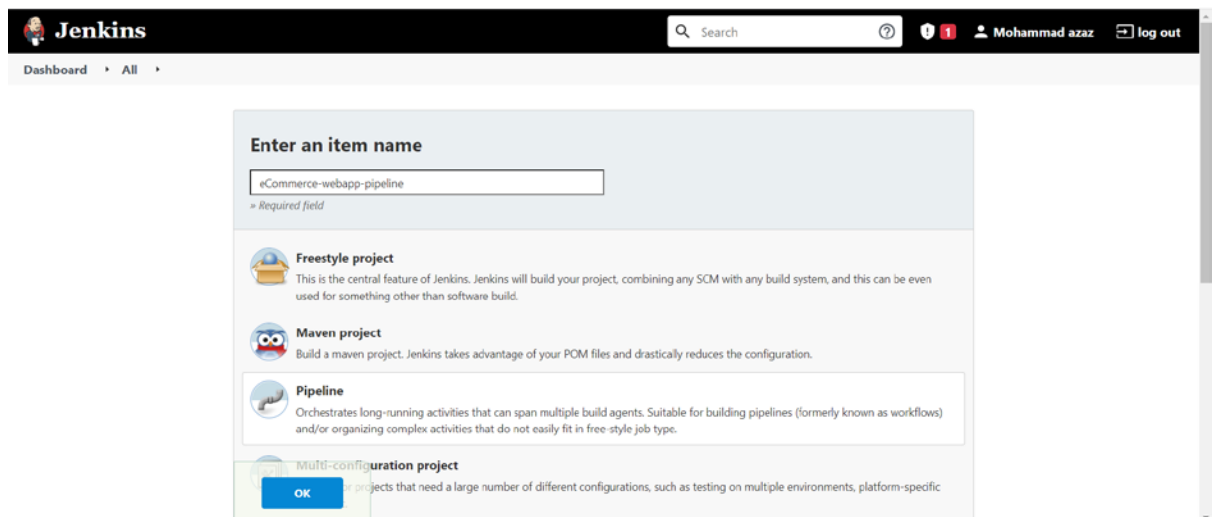 Jenkins
Search
1
Mohammad azaz
log out
Dashboard
All
Enter an item name
eCommerce-webapp-pipeline
» Required field
Freestyle project
This is the central feature of Jenkins. Jenkins will build your project, combining any SCM with any build system, and this can be even
used for something other than software build.
Maven project
Build a maven project. Jenkins takes advantage of your POM files and drastically reduces the configuration.
Pipeline
Orchestrates long-running activities that can span multiple build agents. Suitable for building pipelines (formerly known as workflows)
and/or organizing complex activities that do not easily fit in free-style job type.
Multi-configuration project
projects that need a large number of different configurations, such as testing on multiple environments, platform-specific
OK